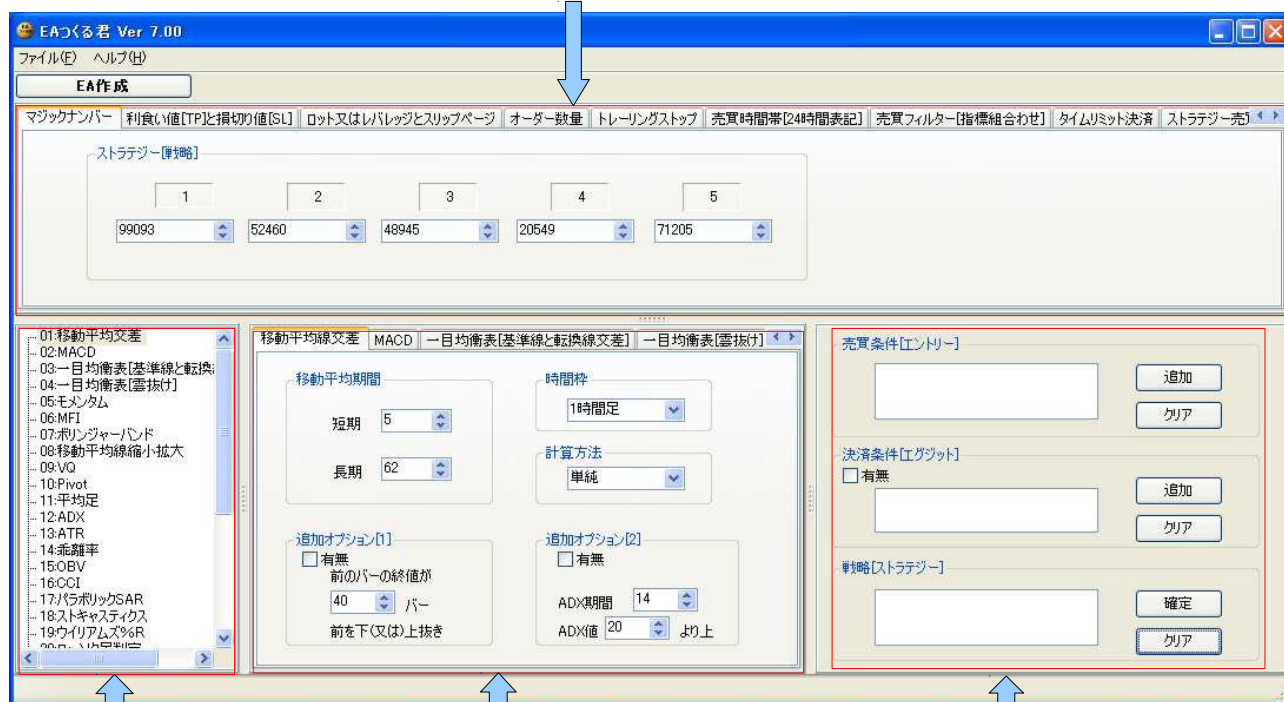 EAつくる君 Ver 7.00
ファイル(F) ヘルプ(H)
EA作成
マジックナンバー 利食い値[TP]と損切り値[SL] ロット又はレバレッジとスリップページ オーダー数量 トレーリングストップ 売買時間帯[24時間表記] 売買フィルター[指標組合わせ] タイムリミット決済 ストラテジー売
ストラテジー[戦略]
1 2 3 4 5
99093 52460 48945 20549 71205
01:移動平均交差
02:MACD
03:一目均衡表[基準線と転換
04:一目均衡表[雲抜け]
05:モメンタム
06:MFI
07:ボリンジャーバンド
08:移動平均線縮小拡大
09:VQ
10:Pivot
11:平均足
12:ADX
13:ATR
14:乖離率
15:OBV
16:CCI
17:パラボリックSAR
18:ストキャスティクス
19:ウイリアムズ%R
移動平均線交差 MACD 一目均衡表[基準線と転換線交差] 一目均衡表[雲抜け]
移動平均期間
短期 5
長期 62
時間枠
1時間足
計算方法
単純
追加オプション[1]
有無
前のバーの終値が
40 バー
前を下(又は)上抜き
追加オプション[2]
有無
ADX期間 14
ADX値 20 より上
売買条件[エントリー]
追加
クリア
決済条件[エグジット]
有無
追加
クリア
戦略[ストラテジー]
確定
クリア